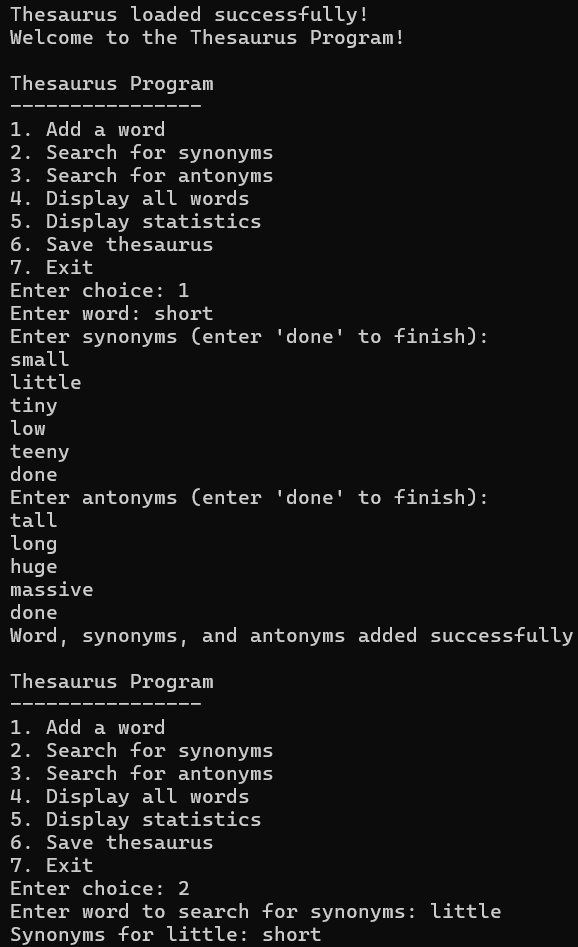 Thesaurus loaded successfully!
Welcome to the Thesaurus Program!
Thesaurus Program
----------------
1. Add a word
2. Search for synonyms
3. Search for antonyms
4. Display all words
5. Display statistics
6. Save thesaurus
7. Exit
Enter choice: 1
Enter word: short
Enter synonyms (enter 'done' to finish):
small
little
tiny
low
teeny
done
Enter antonyms (enter 'done' to finish):
tall
long
huge
massive
done
Word, synonyms, and antonyms added successfully
Thesaurus Program
----------------
1. Add a word
2. Search for synonyms
3. Search for antonyms
4. Display all words
5. Display statistics
6. Save thesaurus
7. Exit
Enter choice: 2
Enter word to search for synonyms: little
Synonyms for little: short